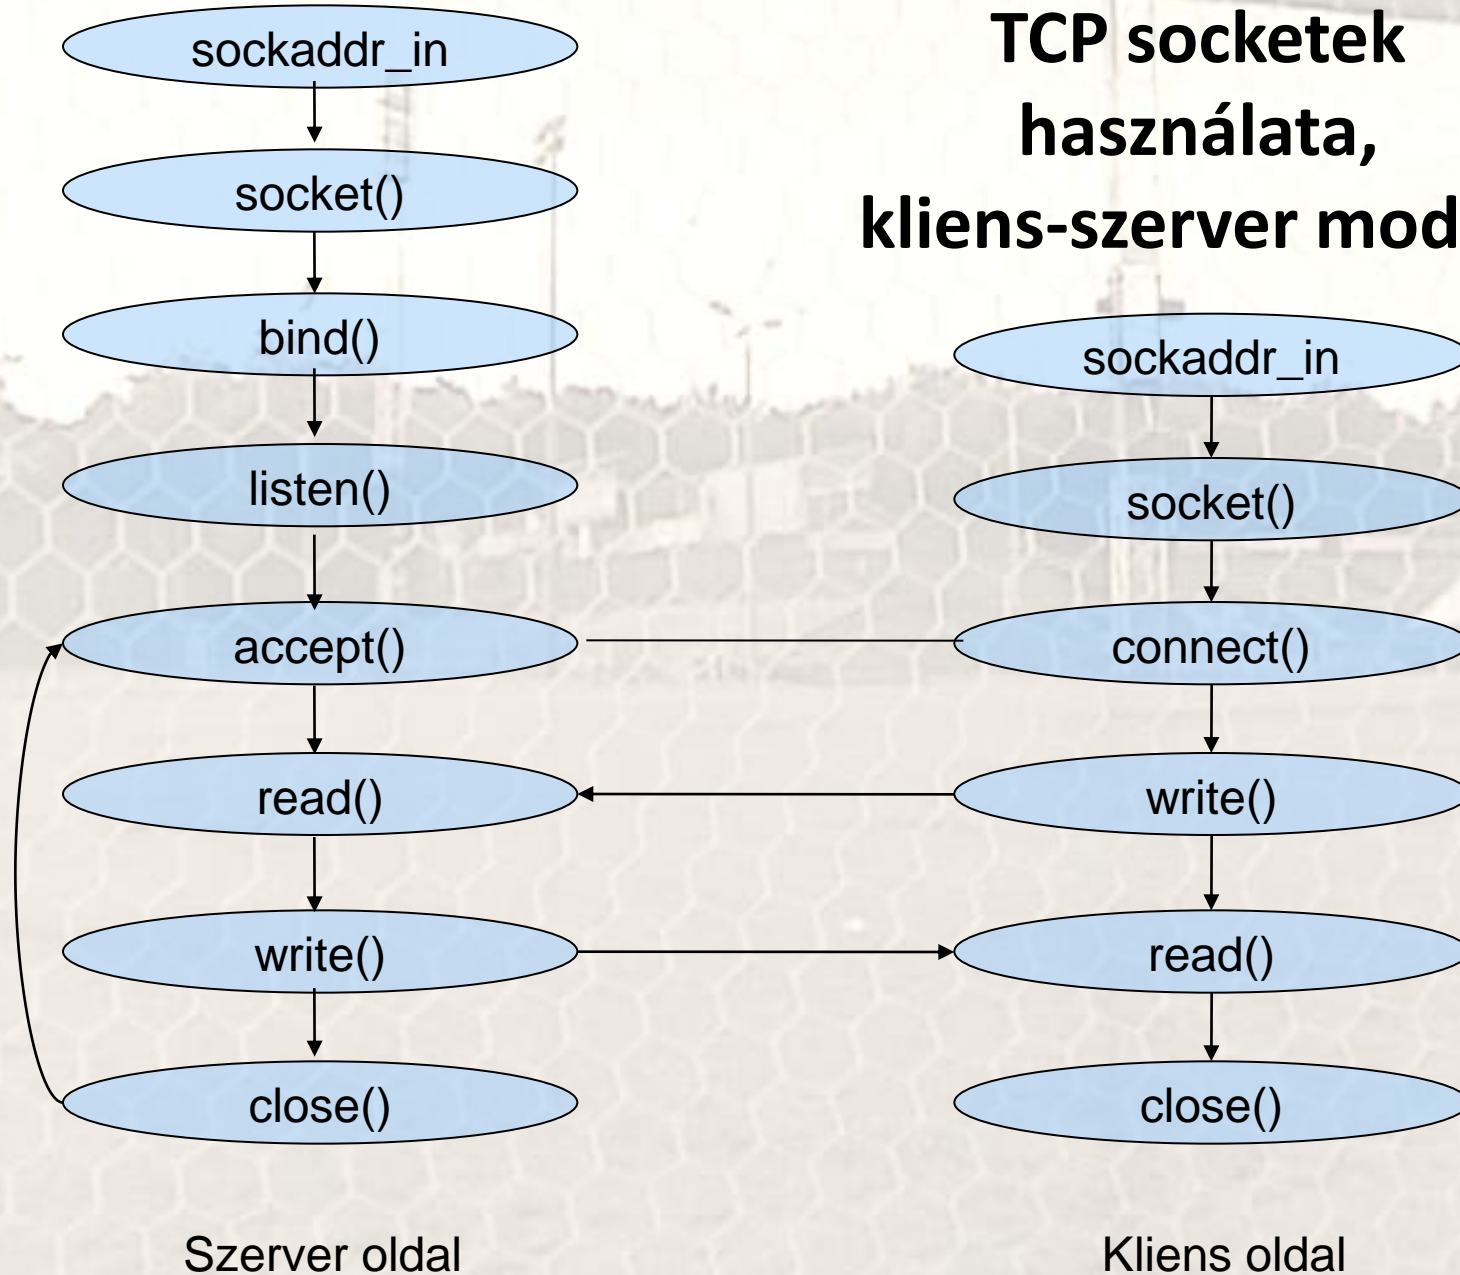 TCP socketek
használata,
kliens-szerver mod
sockaddr_in
socket()
bind()
listen()
accept()
read()
write()
close()
Szerver oldal
sockaddr_in
socket()
connect()
write()
read()
close()
Kliens oldal